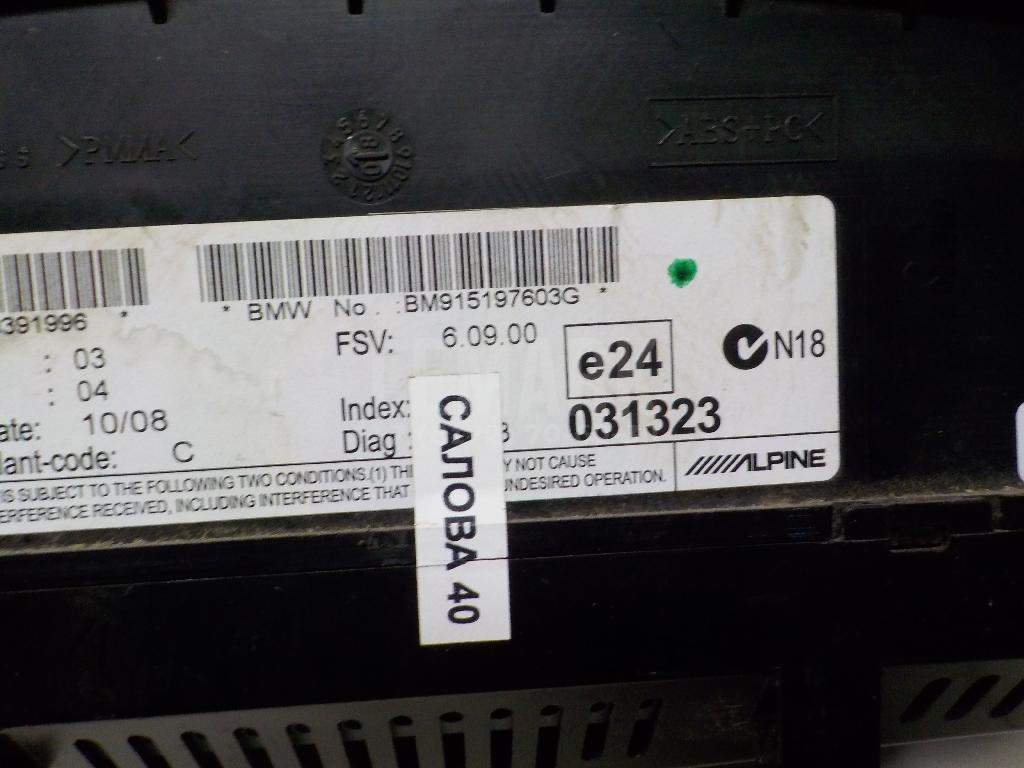 >PMMA<
>ABS+PC<
* BMW No.:BM915197603G *
391996 *
: 03
FSV: 6.09.00
e24
N18
: 04
ate: 10/08
Index:
031323
lant-code: C
Diag :
ALPINE
IS SUBJECT TO THE FOLLOWING TWO CONDITIONS.(1) THI Y NOT CAUSE
ERFERENCE RECEIVED, INCLUDING INTERFERENCE THAT UNDESIRED OPERATION.
САЛОВА 40